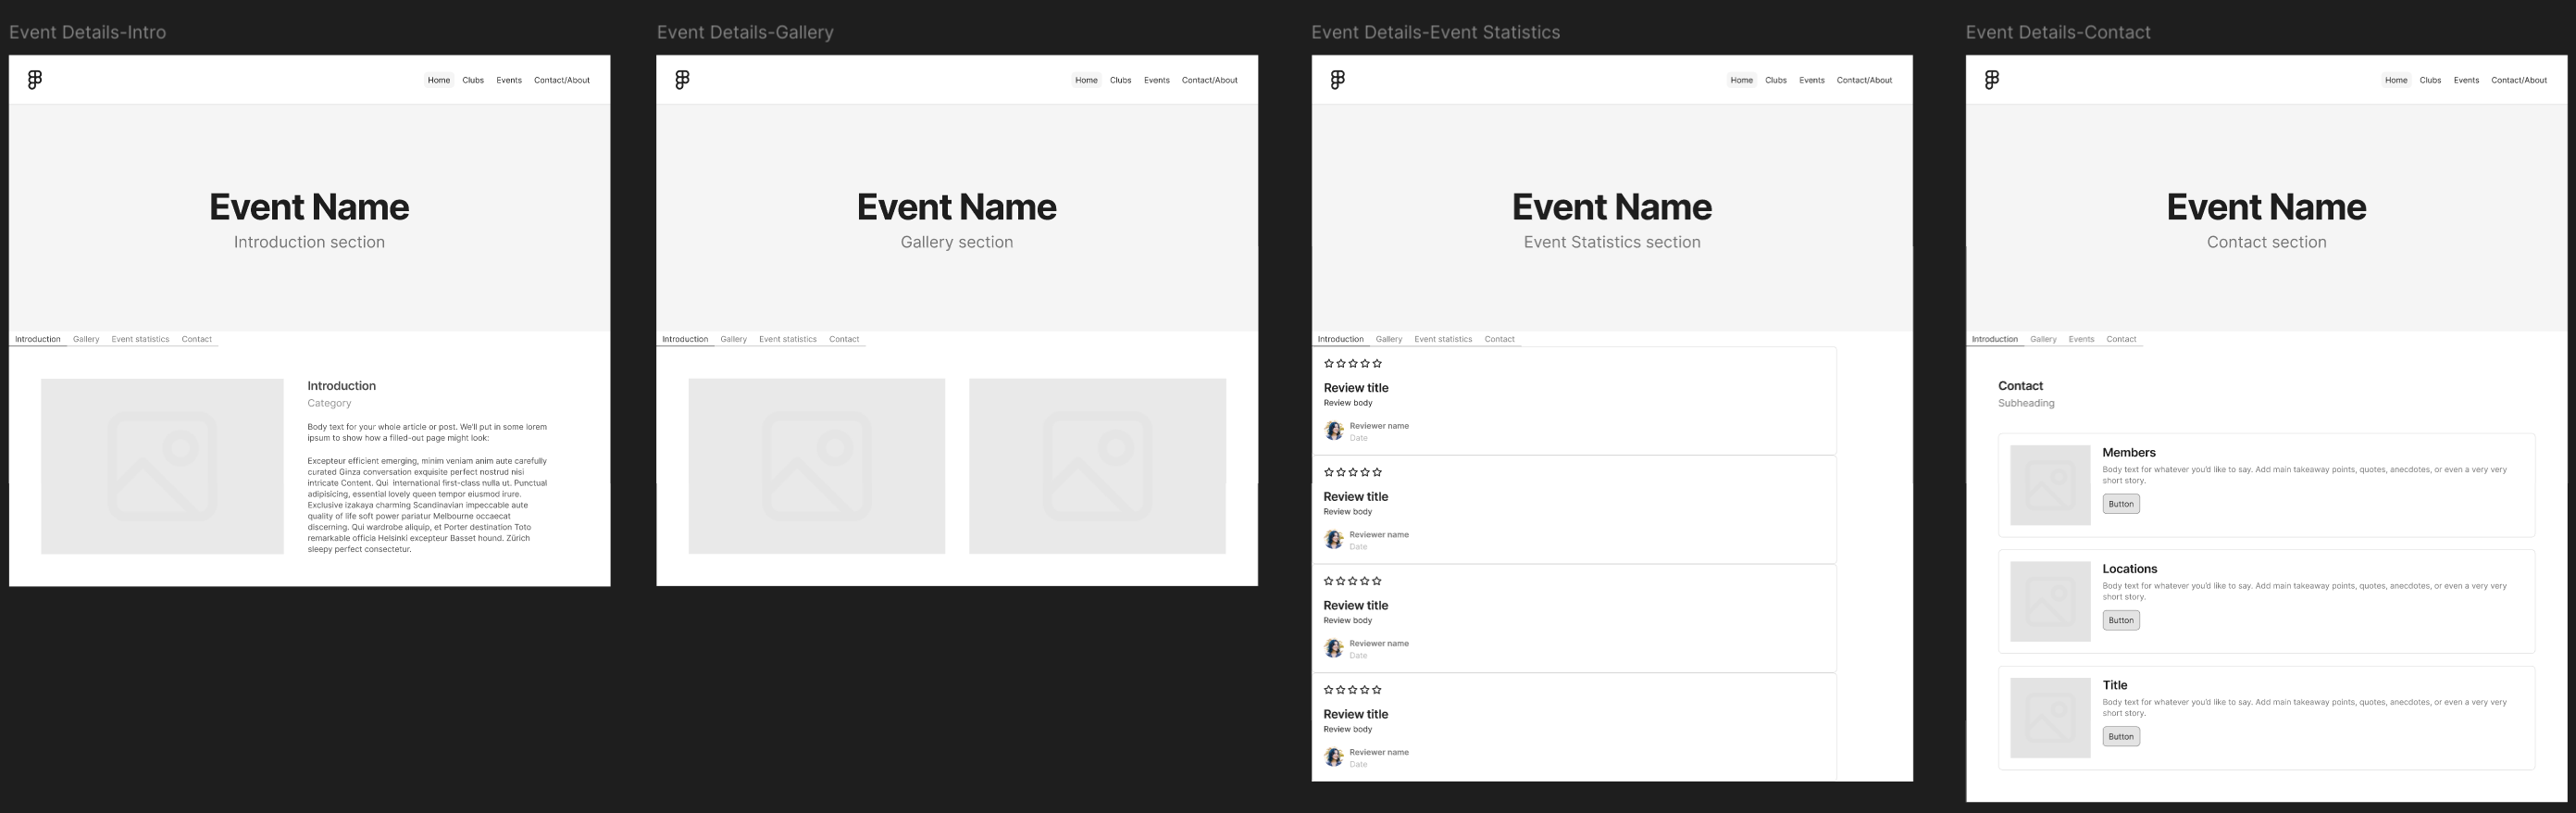 Event Details-Intro
Home Clubs Events Contact/About
Event Name
Introduction section
Introduction Gallery Event statistics Contact
Introduction
Category
Body text for your whole article or post. We'll put in some lorem
ipsum to show how a filled-out page might look:
Excepteur efficient emerging, minim veniam anim aute carefully
curated Ginza conversation exquisite perfect nostrud nisi
intricate Content. Qui international first-class nulla ut. Punctual
adipisicing, essential lovely queen tempor eiusmod irure.
Exclusive izakaya charming Scandinavian impeccable aute
quality of life soft power pariatur Melbourne occaecat
discerning. Qui wardrobe aliquip, et Porter destination Toto
remarkable officia Helsinki excepteur Basset hound. Zürich
sleepy perfect consectetur.
Event Details-Gallery
Home Clubs Events Contact/About
Event Name
Gallery section
Introduction Gallery Event statistics Contact
Event Details-Event Statistics
Home Clubs Events Contact/About
Event Name
Event Statistics section
Introduction Gallery Event statistics Contact
Review title
Review body
Reviewer name
Date
Review title
Review body
Reviewer name
Date
Review title
Review body
Reviewer name
Date
Review title
Review body
Reviewer name
Date
Event Details-Contact
Home Clubs Events Contact/About
Event Name
Contact section
Introduction Gallery Events Contact
Contact
Subheading
Members
Body text for whatever you'd like to say. Add main takeaway points, quotes, anecdotes, or even a very very
short story.
Button
Locations
Body text for whatever you'd like to say. Add main takeaway points, quotes, anecdotes, or even a very very
short story.
Button
Title
Body text for whatever you'd like to say. Add main takeaway points, quotes, anecdotes, or even a very very
short story.
Button